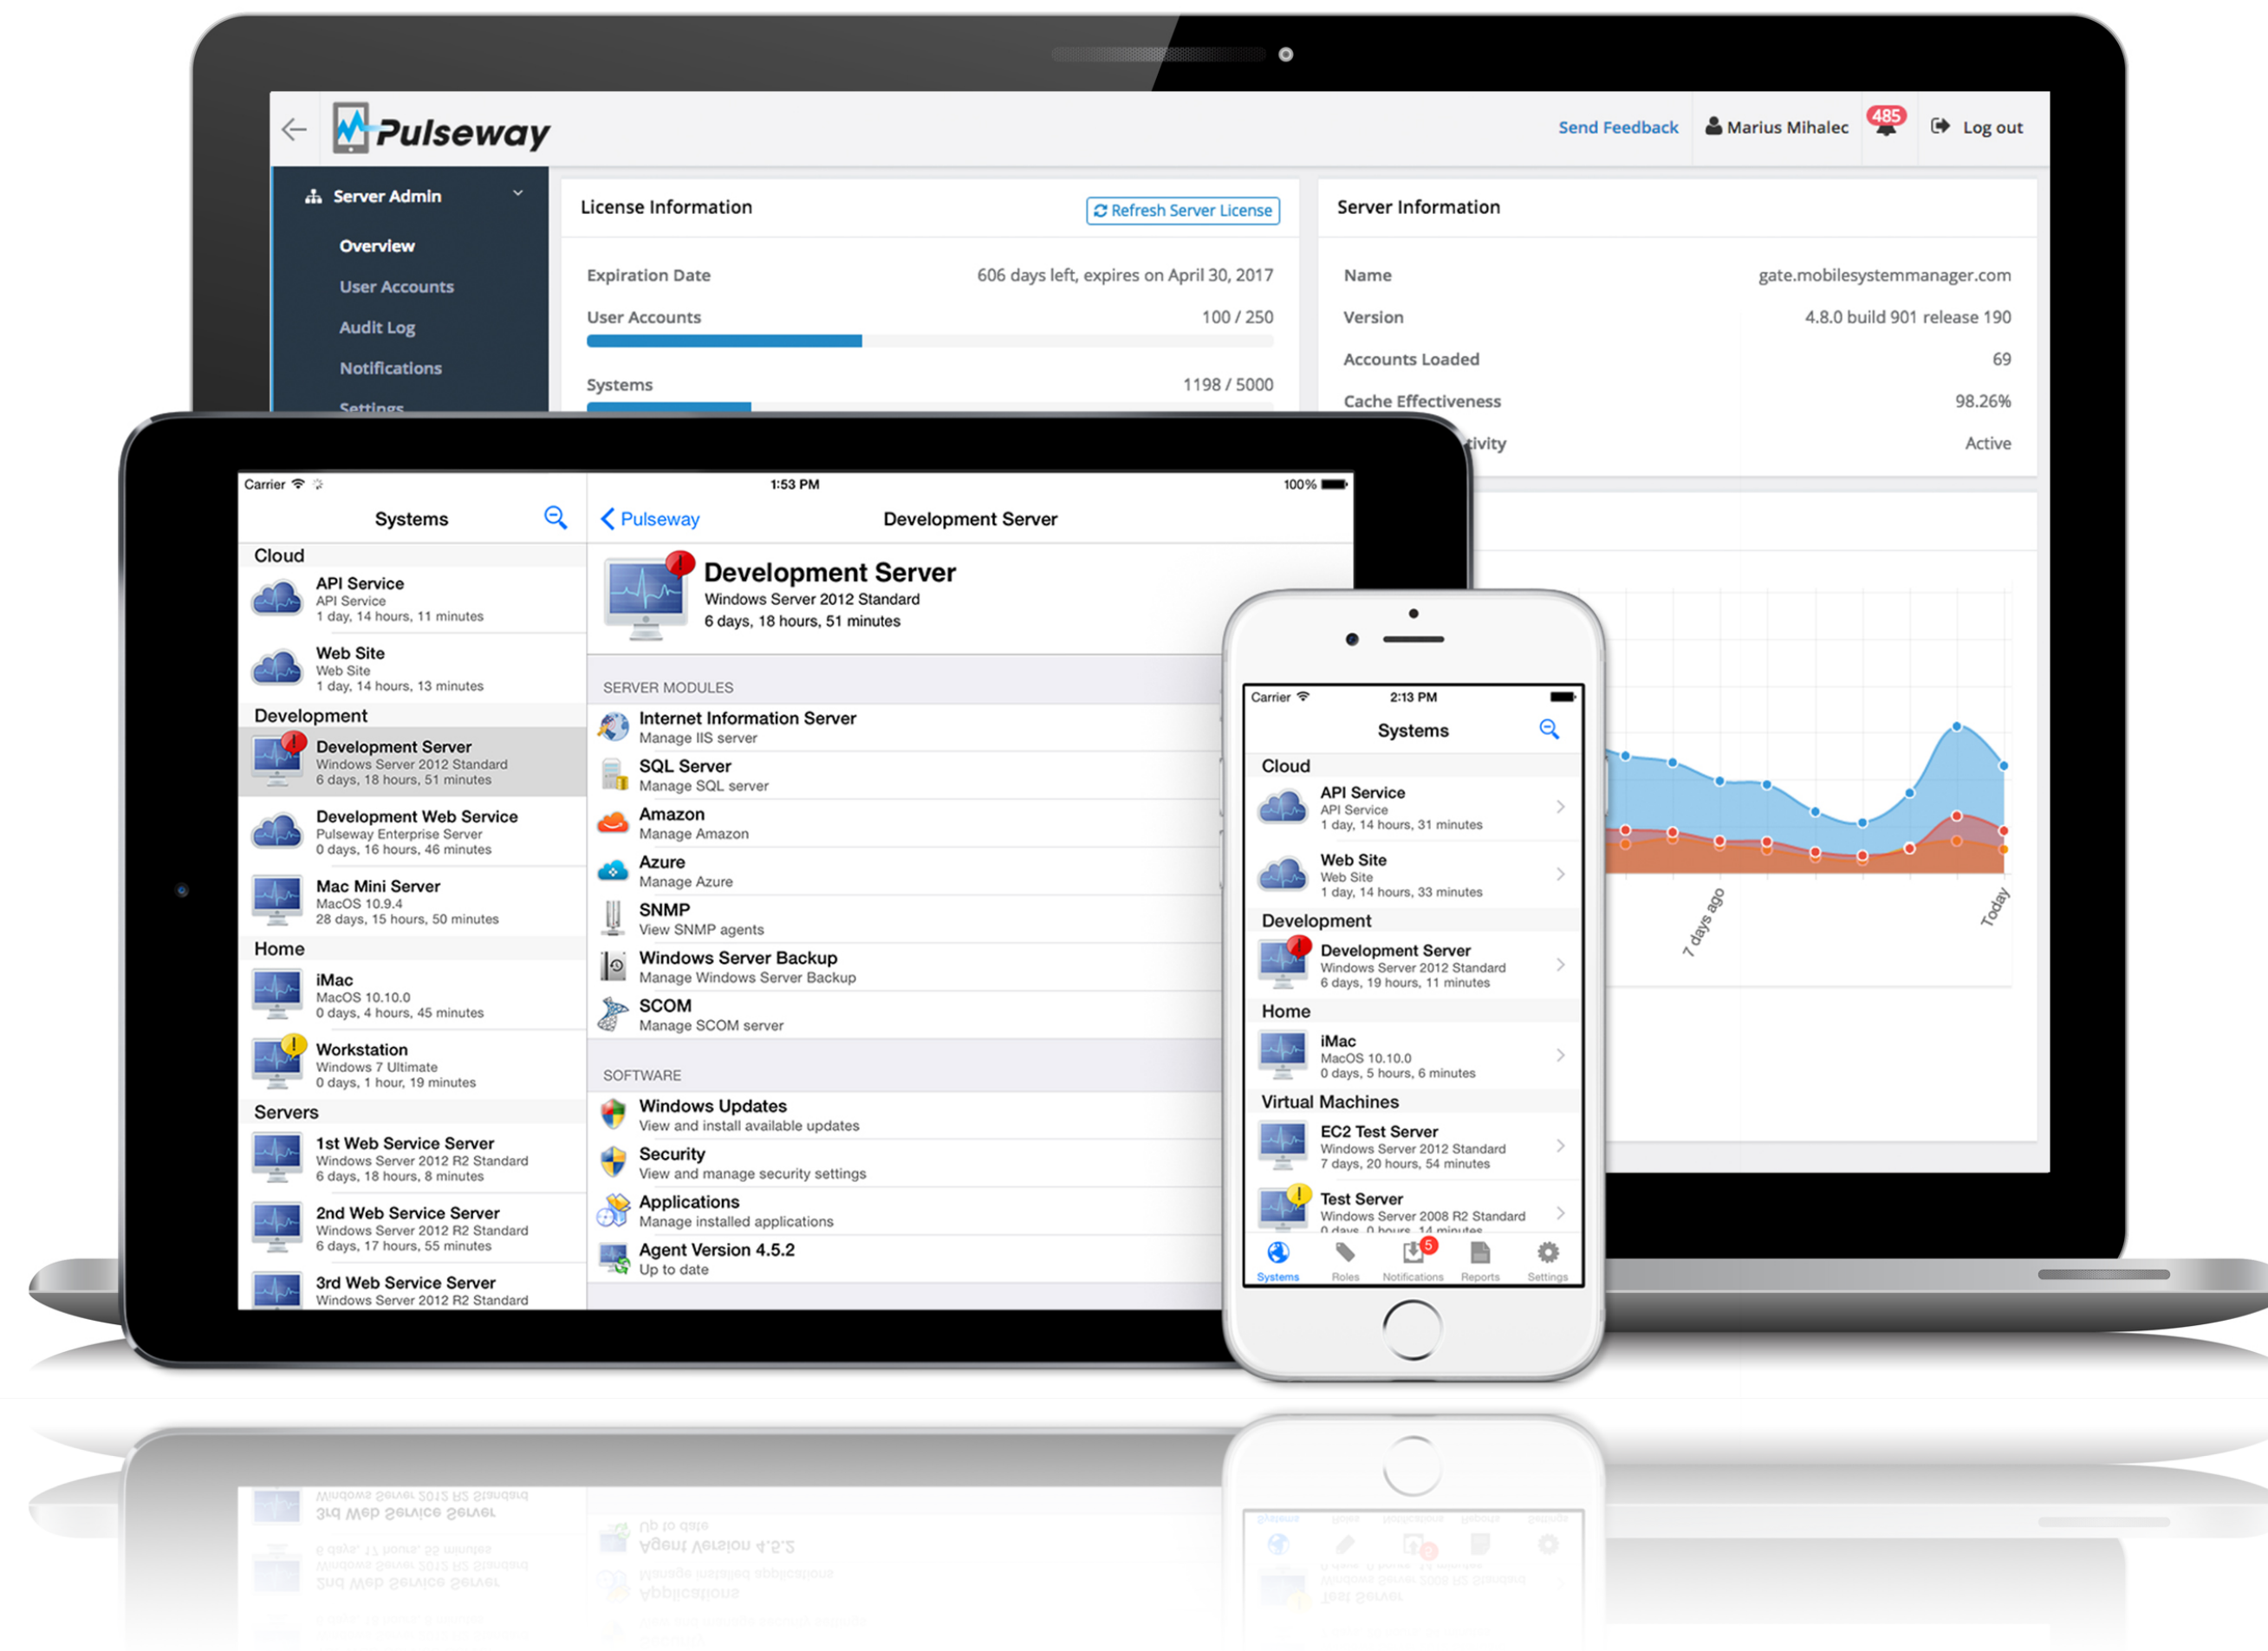 Pulseway
Send Feedback
Marius Mihalec
485
Log out
Server Admin
Overview
User Accounts
Audit Log
Notifications
Settings
License Information
Refresh Server License
Expiration Date
606 days left, expires on April 30, 2017
User Accounts
100 / 250
Systems
1198 / 5000
Server Information
Name
gate.mobilesystemmanager.com
Version
4.8.0 build 901 release 190
Accounts Loaded
69
Cache Effectiveness
98.26%
Active
7 days ago
Today
Carrier
1:53 PM
100%
Systems
Cloud
API Service
API Service
1 day, 14 hours, 11 minutes
Web Site
Web Site
1 day, 14 hours, 13 minutes
Development
Development Server
Windows Server 2012 Standard
6 days, 18 hours, 51 minutes
Development Web Service
Pulseway Enterprise Server
0 days, 16 hours, 46 minutes
Mac Mini Server
MacOS 10.9.4
28 days, 15 hours, 50 minutes
Home
iMac
MacOS 10.10.0
0 days, 4 hours, 45 minutes
Workstation
Windows 7 Ultimate
0 days, 1 hour, 19 minutes
Servers
1st Web Service Server
Windows Server 2012 R2 Standard
6 days, 18 hours, 8 minutes
2nd Web Service Server
Windows Server 2012 R2 Standard
6 days, 17 hours, 55 minutes
3rd Web Service Server
Windows Server 2012 R2 Standard
Pulseway
Development Server
Development Server
Windows Server 2012 Standard
6 days, 18 hours, 51 minutes
SERVER MODULES
Internet Information Server
Manage IIS server
SQL Server
Manage SQL server
Amazon
Manage Amazon
Azure
Manage Azure
SNMP
View SNMP agents
Windows Server Backup
Manage Windows Server Backup
SCOM
Manage SCOM server
SOFTWARE
Windows Updates
View and install available updates
Security
View and manage security settings
Applications
Manage installed applications
Agent Version 4.5.2
Up to date
Carrier
2:13 PM
Systems
Cloud
API Service
API Service
1 day, 14 hours, 31 minutes
Web Site
Web Site
1 day, 14 hours, 33 minutes
Development
Development Server
Windows Server 2012 Standard
6 days, 19 hours, 11 minutes
Home
iMac
MacOS 10.10.0
0 days, 5 hours, 6 minutes
Virtual Machines
EC2 Test Server
Windows Server 2012 Standard
7 days, 20 hours, 54 minutes
Test Server
Windows Server 2008 R2 Standard
0 days, 0 hours, 14 minutes
5
Systems
Roles
Notifications
Reports
Settings